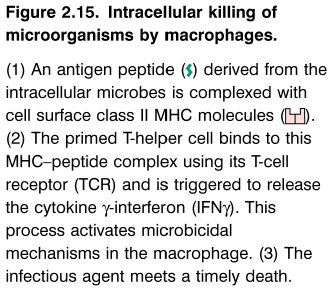 Figure 2.15. Intracellular killing of
microorganisms by macrophages.
(1) An antigen peptide ( ) derived from the
intracellular microbes is complexed with
cell surface class II MHC molecules ( ).
(2) The primed T-helper cell binds to this
MHC–peptide complex using its T-cell
receptor (TCR) and is triggered to release
the cytokine γ-interferon (IFNγ). This
process activates microbicidal
mechanisms in the macrophage. (3) The
infectious agent meets a timely death.